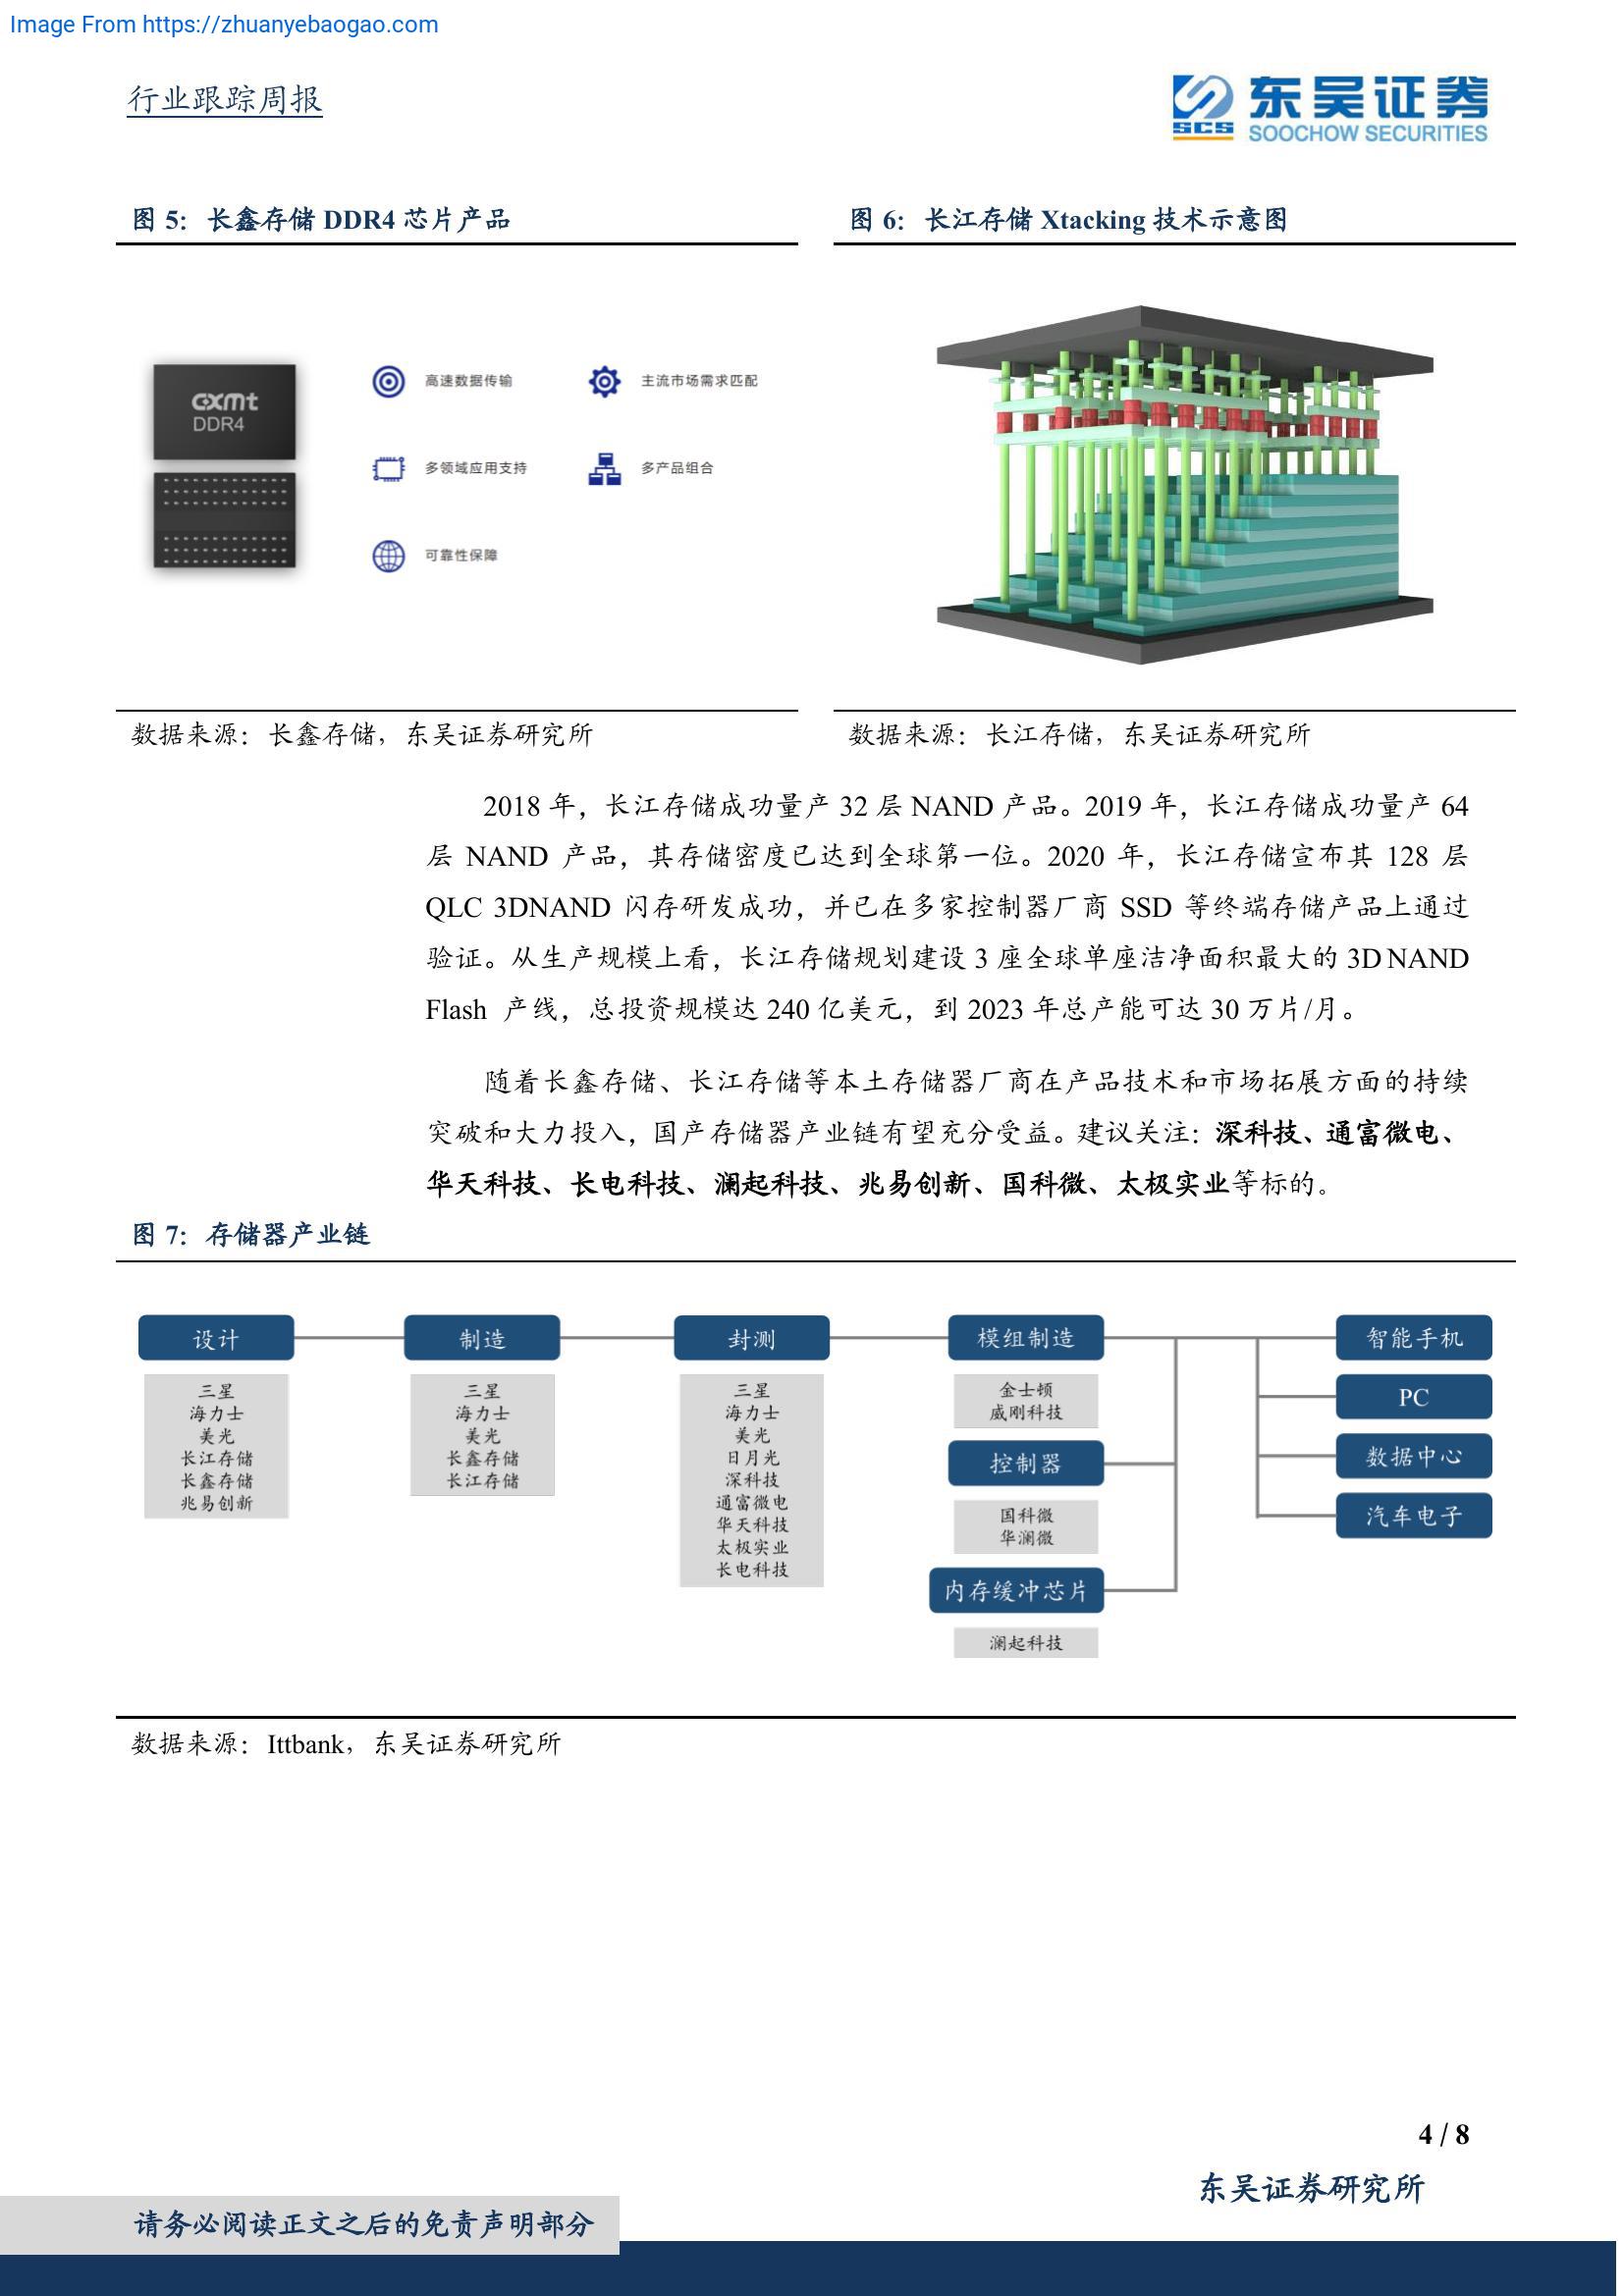 Image From https://zhuanyebaogao.com
行业跟踪周报
SCS
东吴证券
SOOCHOW SECURITIES
图 5：长鑫存储 DDR4 芯片产品
CXMT
DDR4
高速数据传输
主流市场需求匹配
多领域应用支持
多产品组合
可靠性保障
数据来源：长鑫存储，东吴证券研究所
图 6：长江存储 Xtacking 技术示意图
数据来源：长江存储，东吴证券研究所
2018 年，长江存储成功量产 32 层 NAND 产品。2019 年，长江存储成功量产 64
层 NAND 产品，其存储密度已达到全球第一位。2020 年，长江存储宣布其 128 层
QLC 3DNAND 闪存研发成功，并已在多家控制器厂商 SSD 等终端存储产品上通过
验证。从生产规模上看，长江存储规划建设 3 座全球单座洁净面积最大的 3D NAND
Flash 产线，总投资规模达 240 亿美元，到 2023 年总产能可达 30 万片/月。
随着长鑫存储、长江存储等本土存储器厂商在产品技术和市场拓展方面的持续
突破和大力投入，国产存储器产业链有望充分受益。建议关注：深科技、通富微电、
华天科技、长电科技、澜起科技、兆易创新、国科微、太极实业等标的。
图 7：存储器产业链
设计
三星
海力士
美光
长江存储
长鑫存储
兆易创新
制造
三星
海力士
美光
长鑫存储
长江存储
封测
三星
海力士
美光
日月光
深科技
通富微电
华天科技
太极实业
长电科技
模组制造
金士顿
威刚科技
控制器
国科微
华澜微
内存缓冲芯片
澜起科技
智能手机
PC
数据中心
汽车电子
数据来源：Ittbank，东吴证券研究所
4 / 8
东吴证券研究所
请务必阅读正文之后的免责声明部分